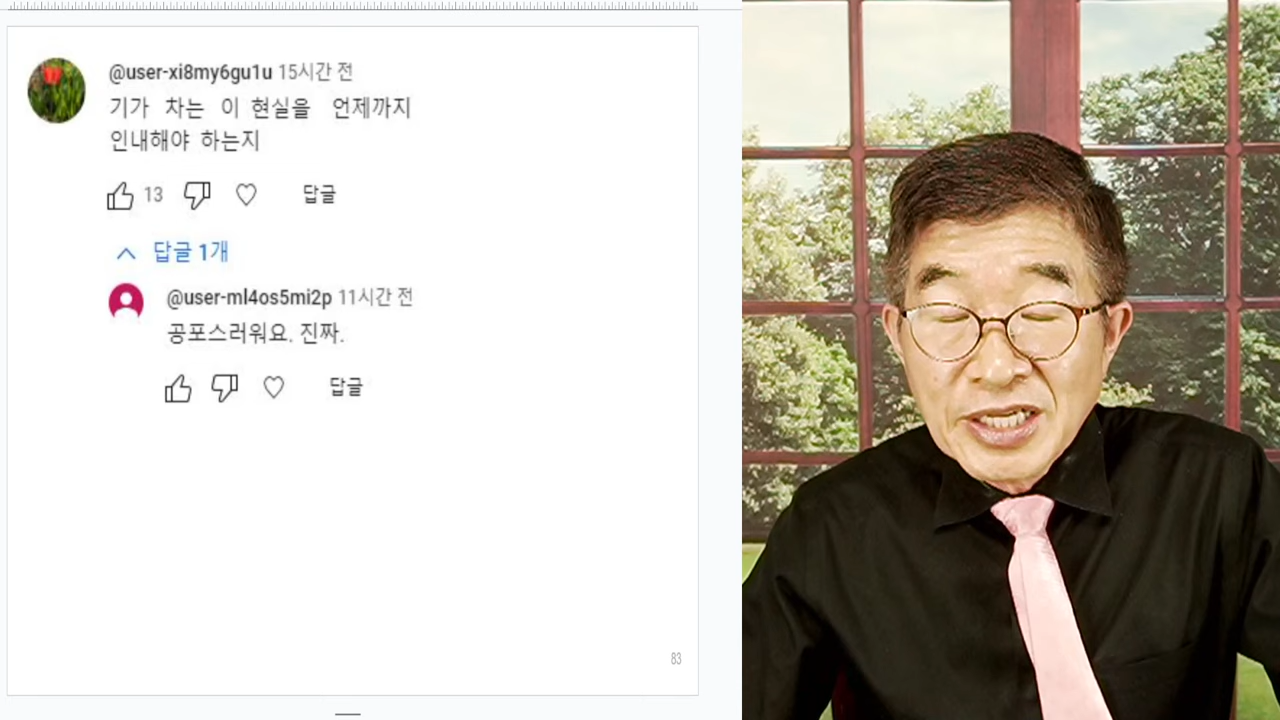 @user-xi8my6gu1u 15시간 전
기가 차는 이 현실을 언제까지
인내해야 하는지
13 답글
답글 1개
@user-ml4os5mi2p 11시간 전
공포스러워요. 진짜.
답글
83